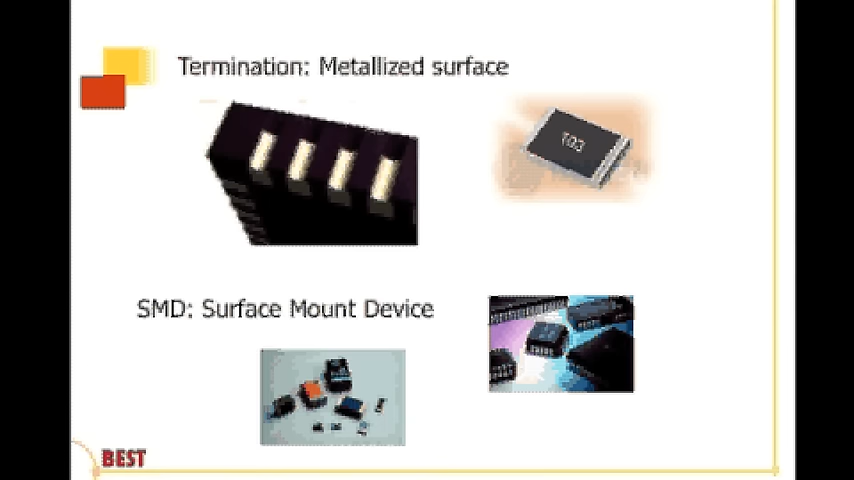 Termination: Metallized surface
SMD: Surface Mount Device
BEST